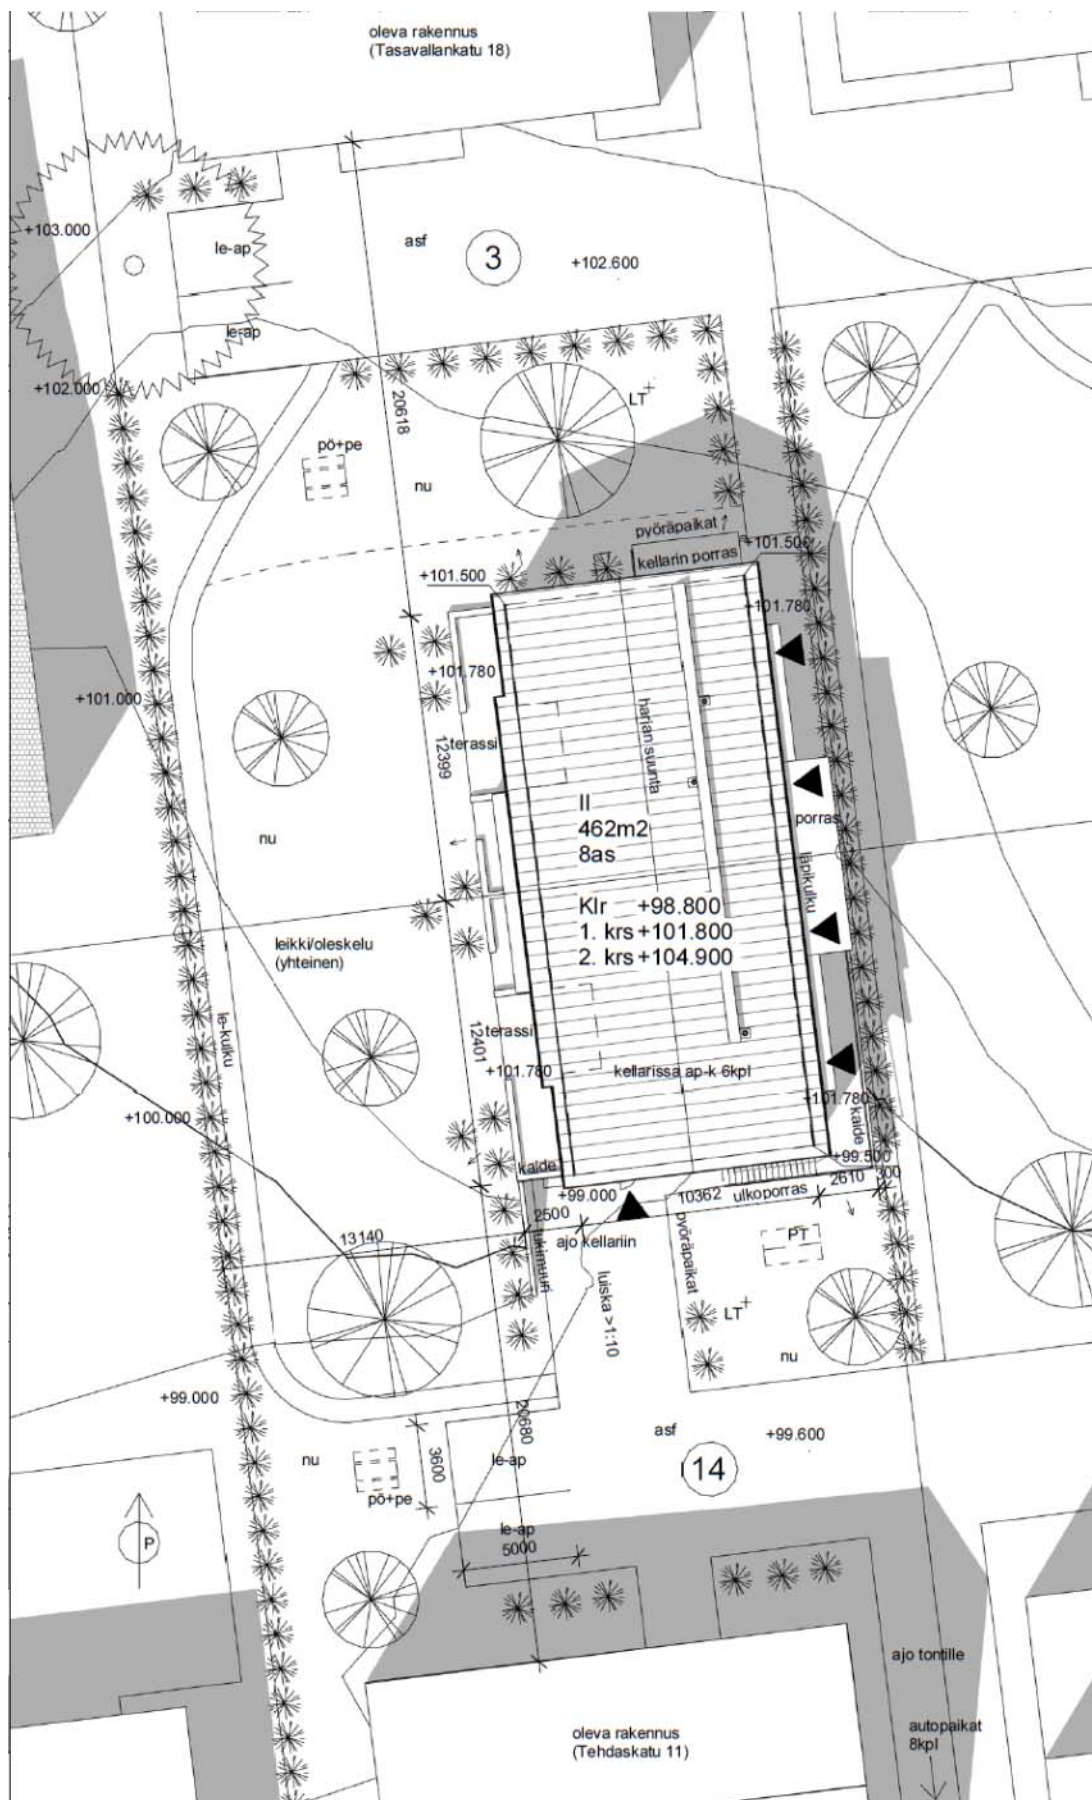 oleva rakennus
(Tasavallankatu 18)
+103.000
le-ap
asf
3
+102.600
le-ap
+102.000
20618
LT
pö+pe
nu
pyöräpaikat
kellarin porras
+101.500
+101.500
+101.780
+101.780
+101.000
harjan suunta
12399
terassi
II
462m2
8as
porras
nu
läpikulku
Klr +98.800
1. krs +101.800
2. krs +104.900
leikki/oleskelu
(yhteinen)
le-kulku
12401
terassi
+101.780
kellarissa ap-k 6kpl
+101.780
kaide
+100.000
kaide
+99.500
+99.000
10362
ulkoporras
2610
300
2500
13140
ajo kellariin
pyöräpaikat
PT
tukimuuri
luiska >1:10
LT
nu
+99.000
20680
asf
+99.600
3600
nu
le-ap
14
pö+pe
le-ap
5000
P
ajo tontille
oleva rakennus
(Tehdaskatu 11)
autopaikat
8kpl